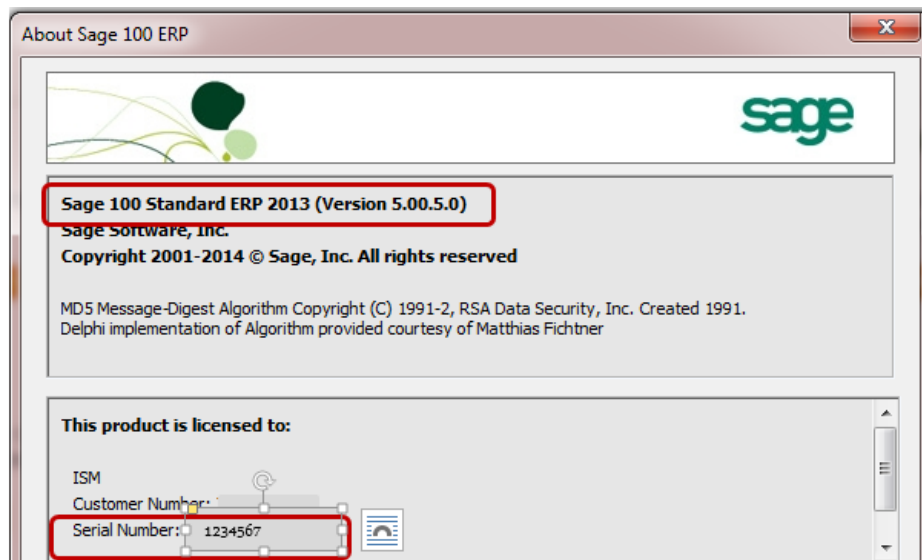 About Sage 100 ERP
sage
Sage 100 Standard ERP 2013 (Version 5.00.5.0)
Sage Software, Inc.
Copyright 2001-2014 © Sage, Inc. All rights reserved
MD5 Message-Digest Algorithm Copyright (C) 1991-2, RSA Data Security, Inc. Created 1991.
Delphi implementation of Algorithm provided courtesy of Matthias Fichtner
This product is licensed to:
ISM
Customer Number:
Serial Number: 1234567